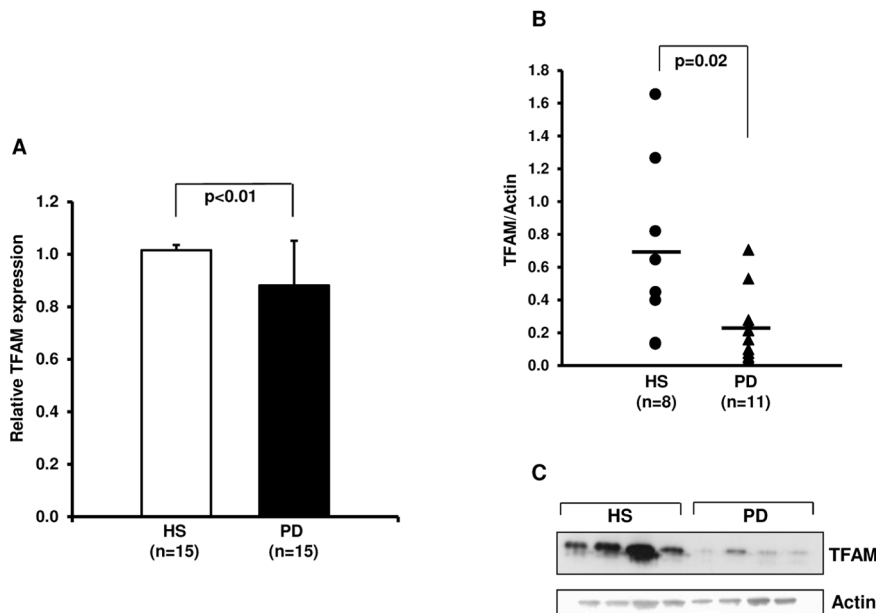 A
p<0.01
1.2
1.0
0.8
0.6
0.4
0.2
0.0
Relative TFAM expression
HS
PD
(n=15)
(n=15)
B
p=0.02
1.8
1.6
1.4
1.2
1.0
0.8
0.6
0.4
0.2
0.0
TFAM/Actin
HS
PD
(n=8)
(n=11)
C
HS
PD
TFAM
Actin